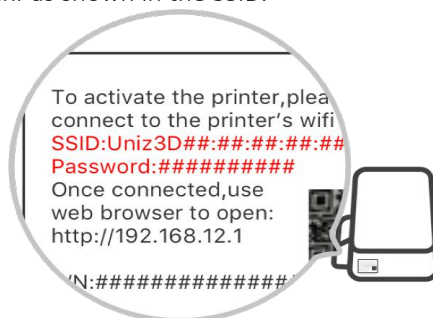 as shown in the SSID.
To activate the printer,plea
connect to the printer's wifi
SSID:Uniz3D##:##:##:##:##
Password:##########
Once connected,use
web browser to open:
http://192.168.12.1
/N:##############